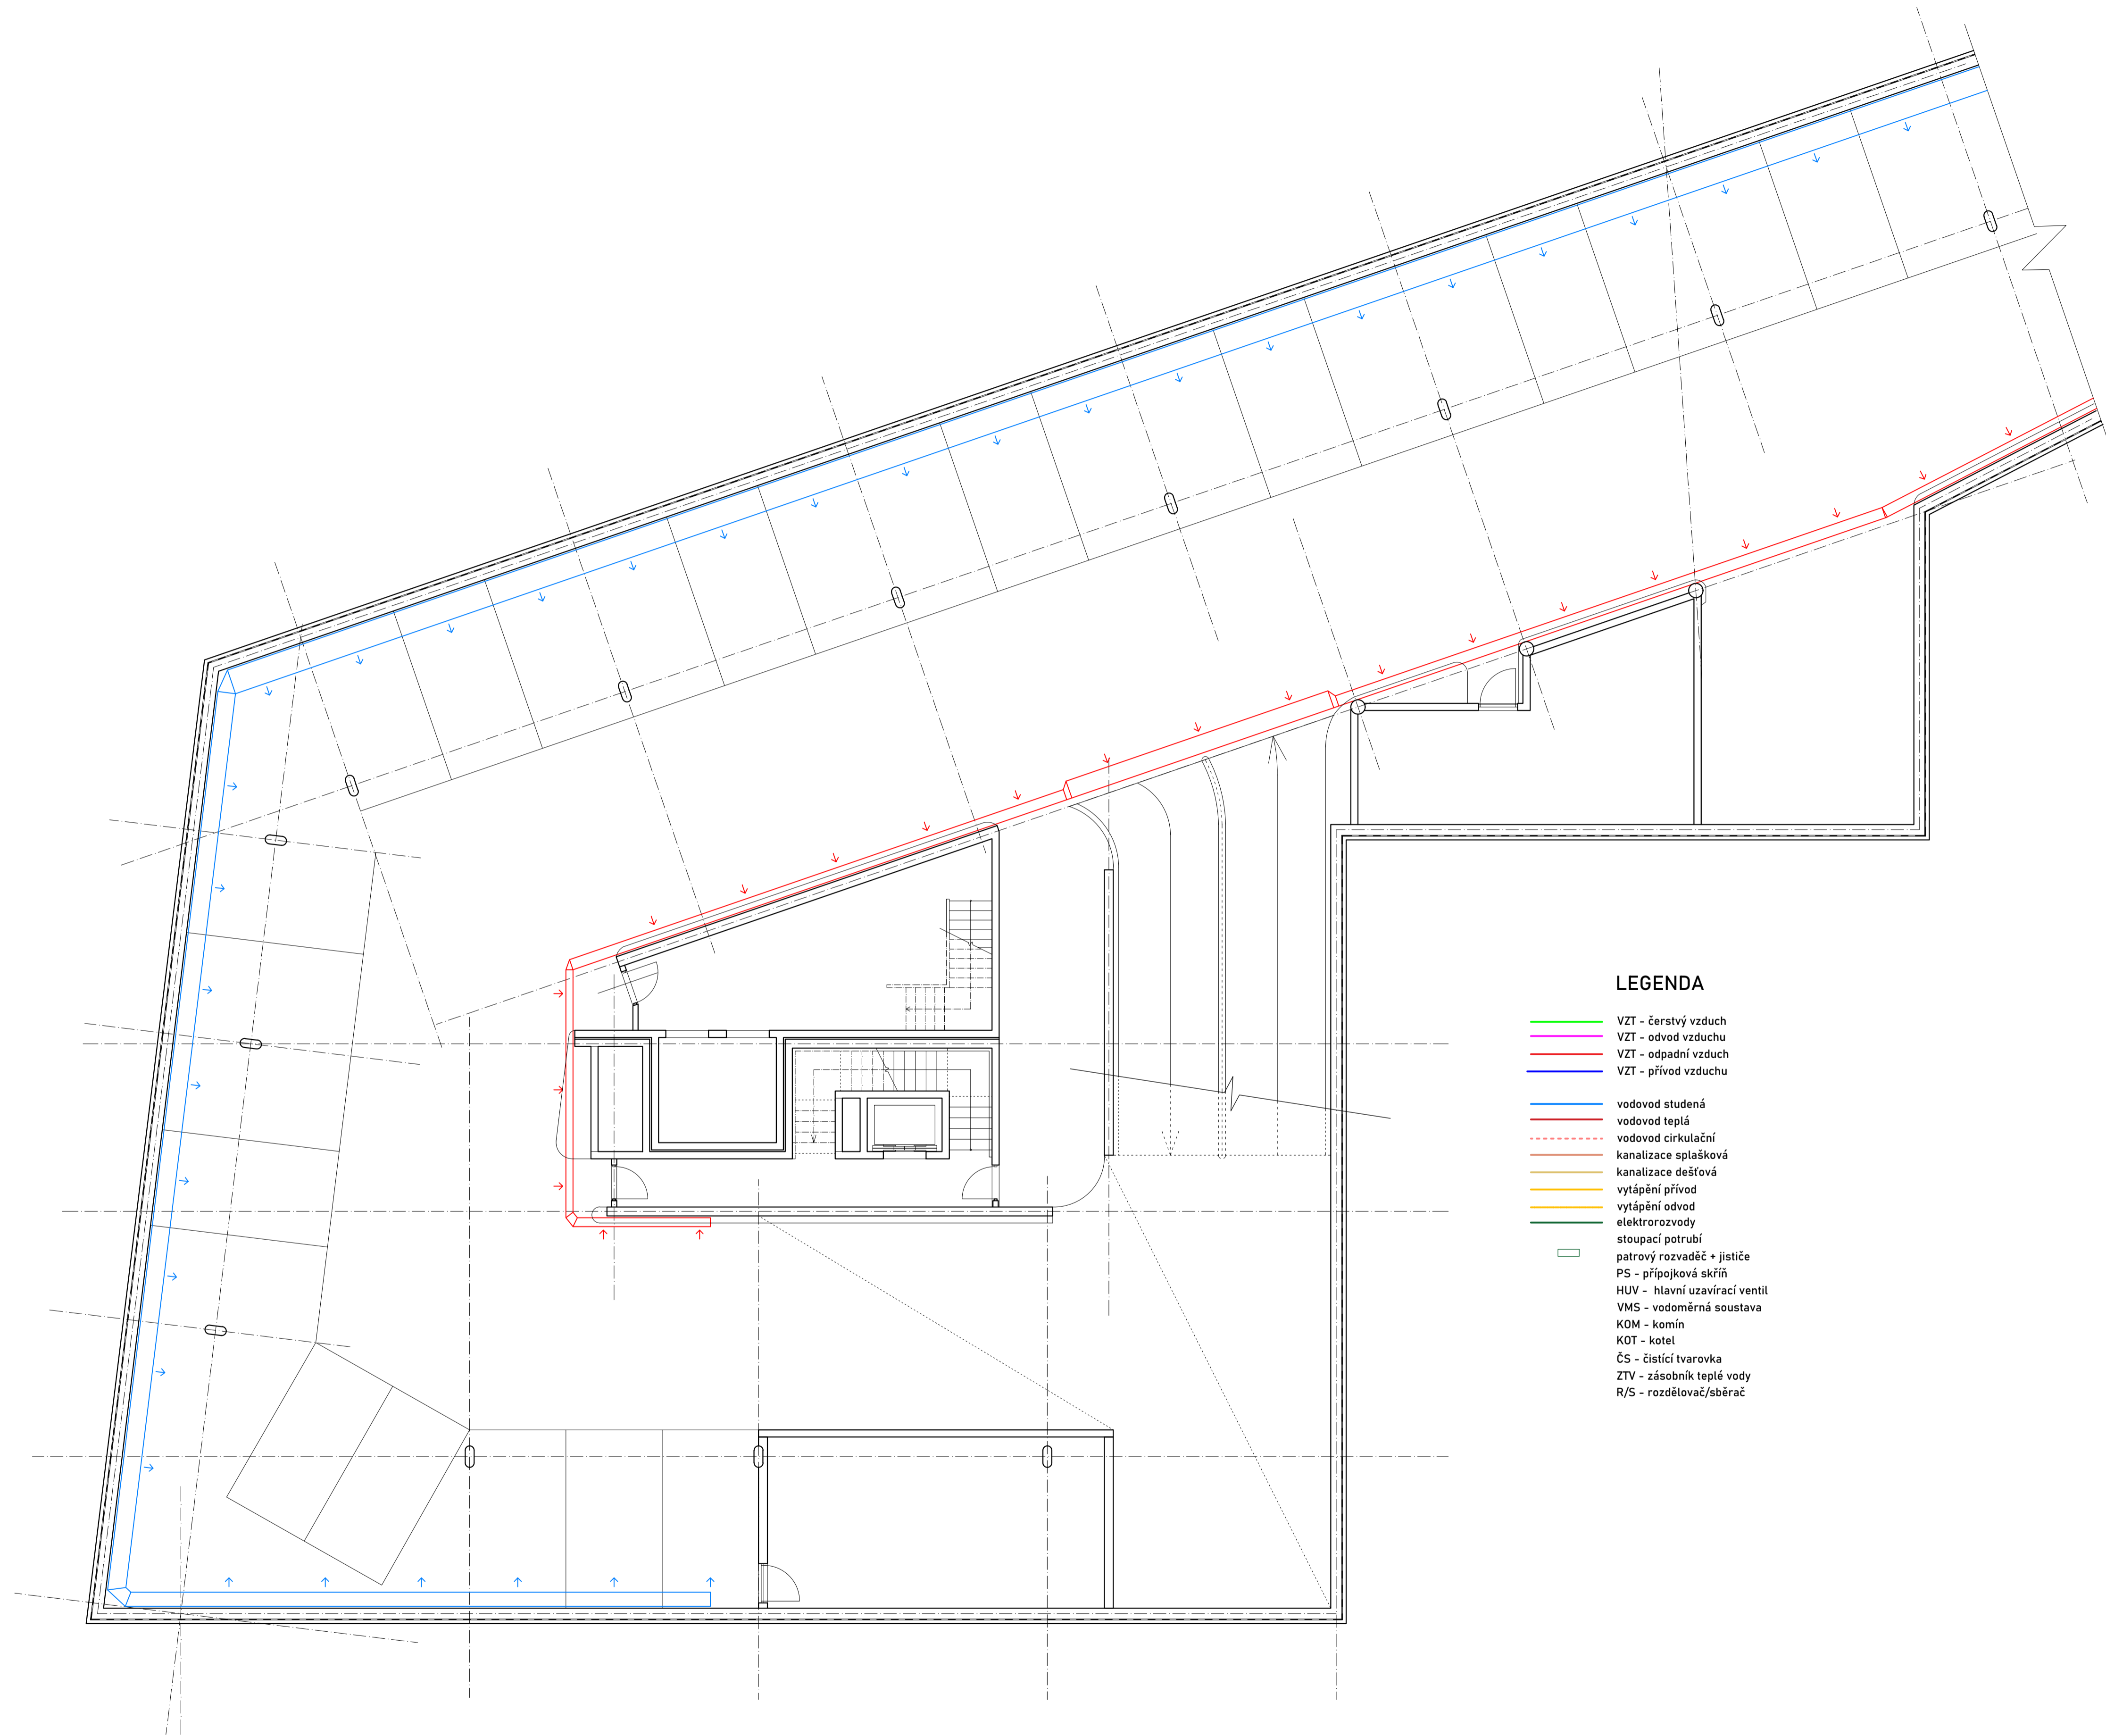 LEGENDA
VZT - čerstvý vzduch
VZT - odvod vzduchu
VZT - odpadní vzduch
VZT - přívod vzduchu
vodovod studená
vodovod teplá
vodovod cirkulační
kanalizace splašková
kanalizace dešťová
vytápění přívod
vytápění odvod
elektrorozvody
stoupací potrubí
patrový rozvaděč + jističe
PS - přípojková skříň
HUV - hlavní uzavírací ventil
VMS - vodoměrná soustava
KOM - komín
KOT - kotel
ČS - čistící tvarovka
ZTV - zásobník teplé vody
R/S - rozdělovač/sběrač